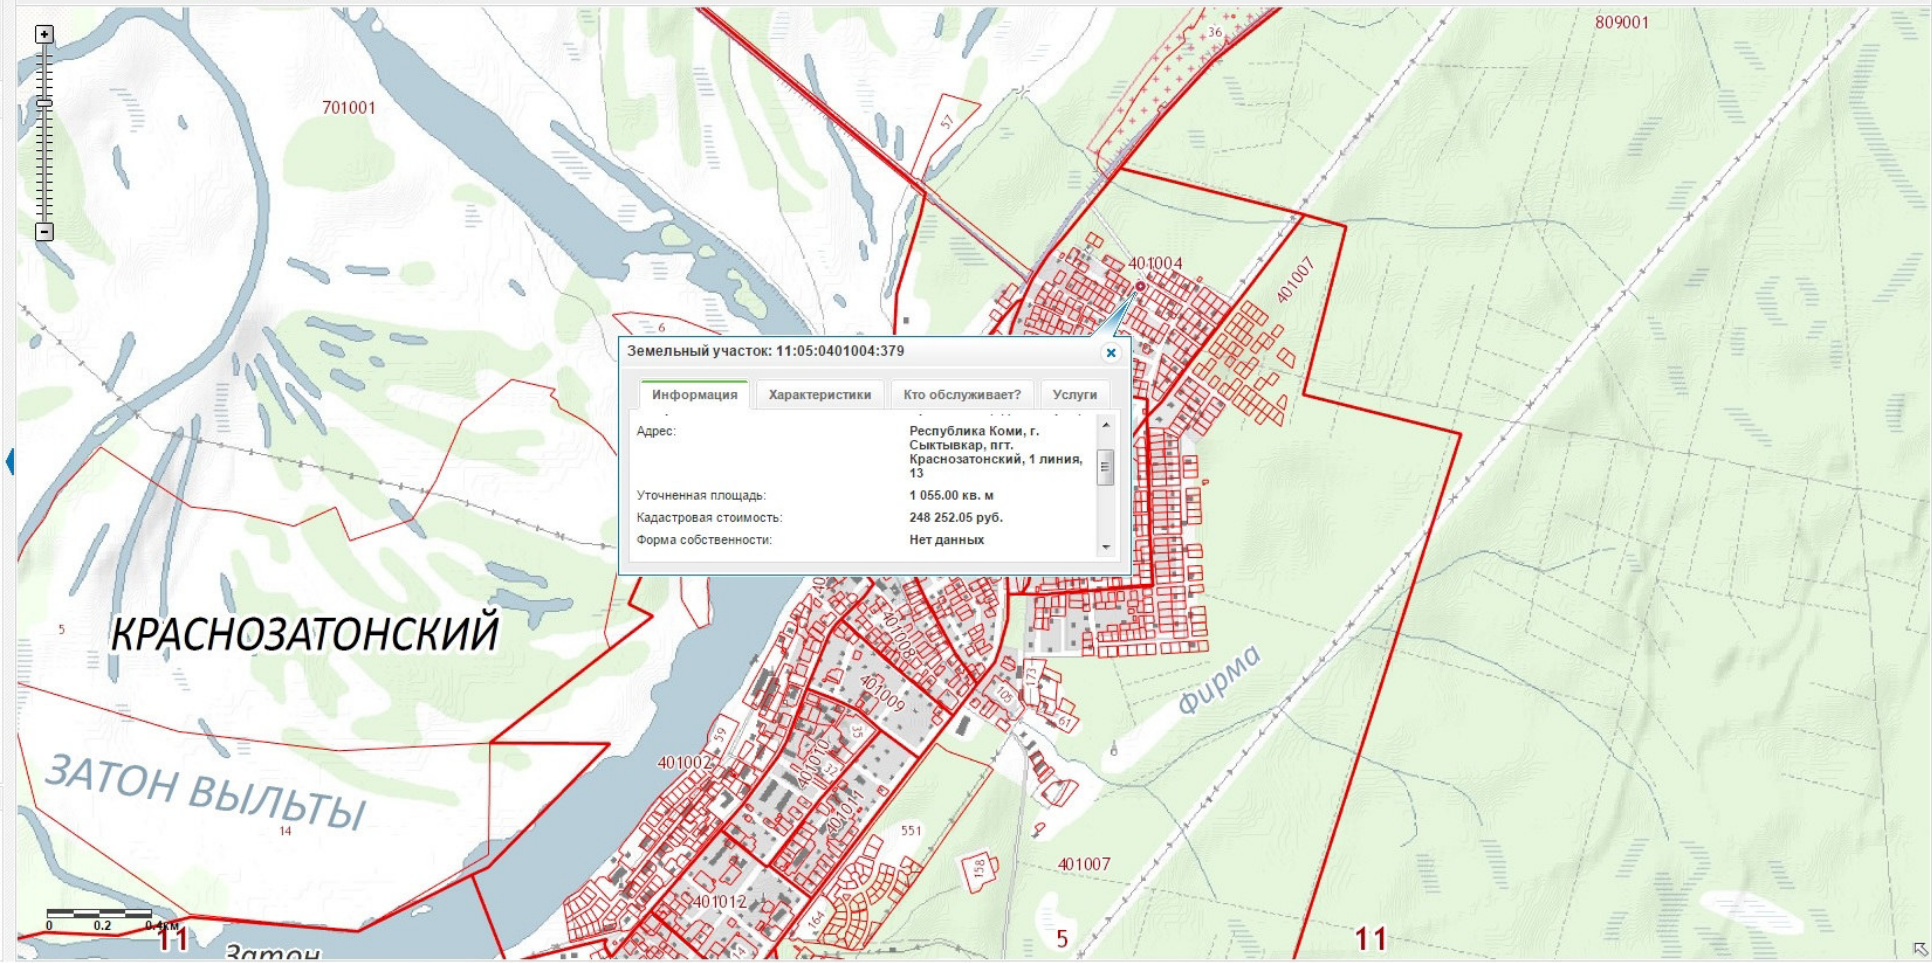 809001
36
701001
57
401004
401007
6
Земельный участок: 11:05:0401004:379
Информация
Характеристики
Кто обслуживает?
Услуги
Адрес:
Республика Коми, г.
Сыктывкар, пгт.
Краснозатонский, 1 линия,
13
Уточненная площадь:
1 055.00 кв. м
Кадастровая стоимость:
248 252.05 руб.
Форма собственности:
Нет данных
5
КРАСНОЗАТОНСКИЙ
401008
Фирма
401009
105
173
61
59
35
401002
401010
32
ЗАТОН ВЫЛЬТЫ
14
401011
551
158
401007
401012
164
14
0
0.2
0.4км
11
5
11
Затон